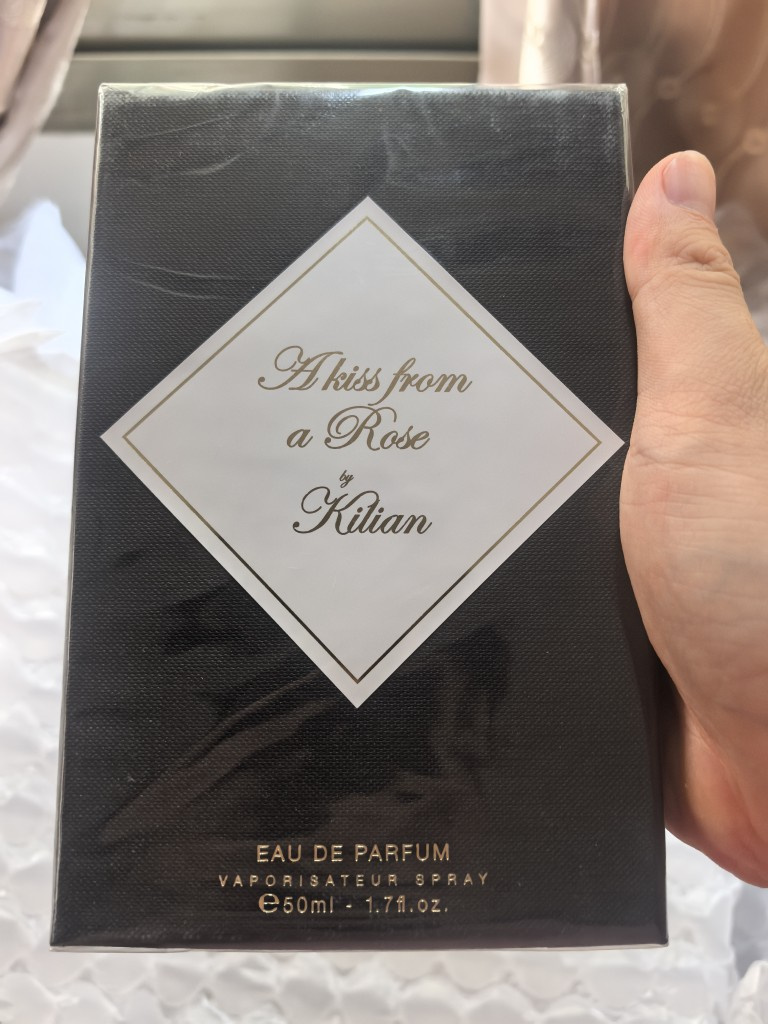 A kiss from
a Rose
by
Kilian
EAU DE PARFUM
VAPORISATEUR SPRAY
℮50ml - 1.7fl.oz.